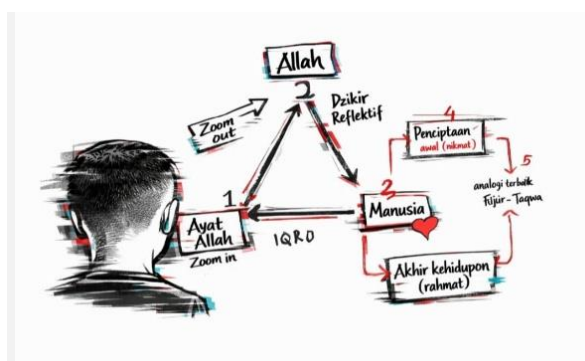 Allah
2
Zoom
out
Dzikir
Reflektif
1.
Ayat
Allah
Zoom in
IQRO
3
Manusia
4
Penciptaan
awal (nikmat)
5
analogi terbaik
Fujur-Taqwa
Akhir kehidupon
(rahmat)